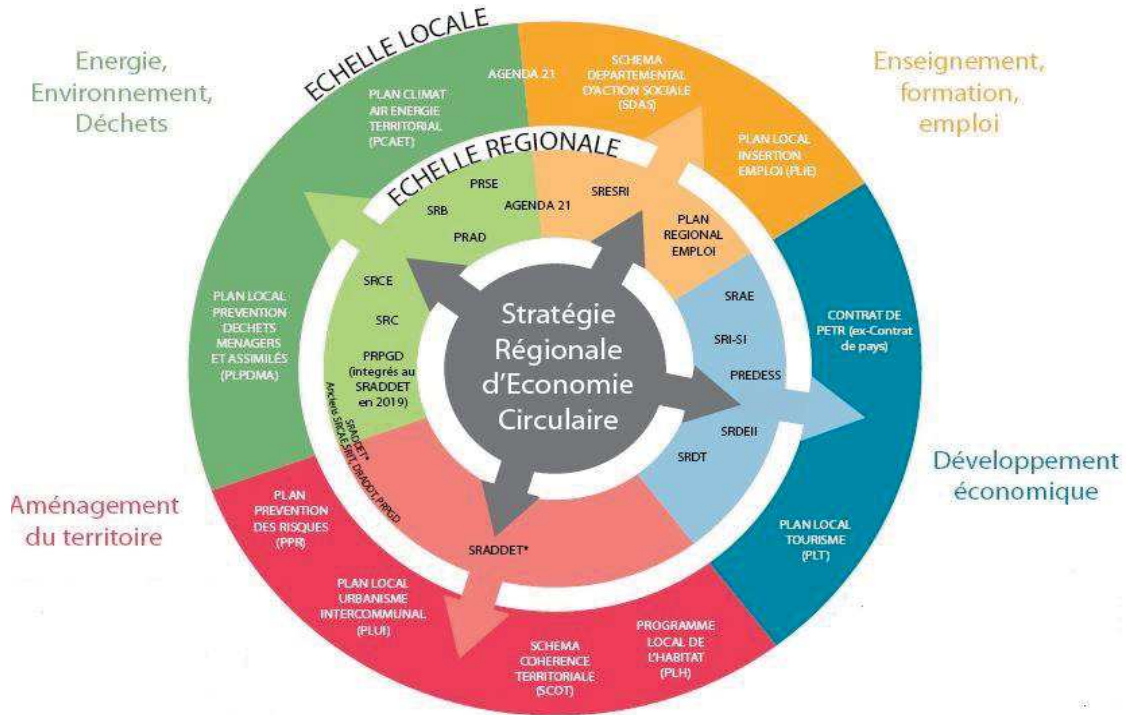 Energie,
Environnement,
Déchets
Enseignement,
formation,
emploi
Aménagement
du territoire
Développement
économique
ECHELLE LOCALE
AGENDA 21
PLAN CLIMAT
AIR ENERGIE
TERRITORIAL
(PCAET)
PLAN LOCAL
PREVENTION
DECHETS
MENAGERS
ET ASSIMILÉS
(PLPDMA)
SCHEMA
DEPARTEMENTAL
D'ACTION SOCIALE
(SDAS)
PLAN LOCAL
INSERTION
EMPLOI (PLIE)
CONTRAT DE
PETR (ex-Contrat
de pays)
PLAN LOCAL
TOURISME
(PLT)
PROGRAMME
LOCAL DE
L'HABITAT
(PLH)
SCHEMA
COHERENCE
TERRITORIALE
(SCOT)
PLAN LOCAL
URBANISME
INTERCOMMUNAL
(PLUI)
PLAN
PREVENTION
DES RISQUES
(PPR)
ECHELLE REGIONALE
PRSE
SRB
AGENDA 21
PRAD
SRCE
SRC
PRPGD
(intégrés au
SRADDET
en 2019)
SRADDET*
Anciens SRCAE, SRIT, DRADDT, PRPGD
SRESRI
PLAN
REGIONAL
EMPLOI
SRAE
SRI-SI
PREDESS
SRDEII
SRDT
SRADDET*
Stratégie
Régionale
d'Economie
Circulaire